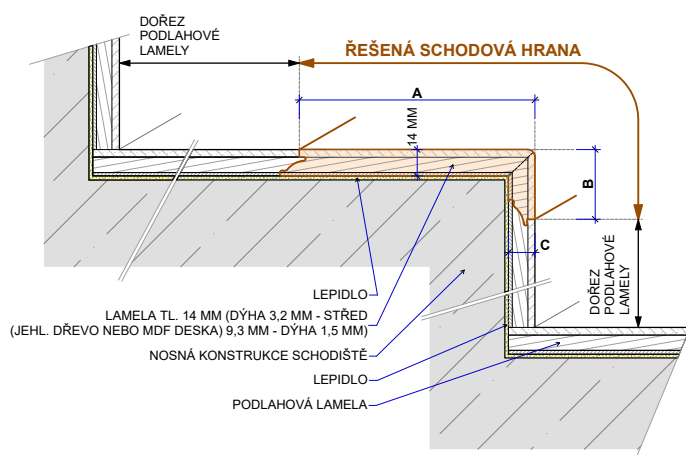 DOŘEZ
PODLAHOVÉ
LAMELY
ŘEŠENÁ SCHODOVÁ HRANA
A
14 MM
B
C
DOŘEZ
PODLAHOVÉ
LAMELY
LEPIDLO
LAMELA TL. 14 MM (DÝHA 3,2 MM - STŘED
(JEHL. DŘEVO NEBO MDF DESKA) 9,3 MM - DÝHA 1,5 MM)
NOSNÁ KONSTRUKCE SCHODIŠTĚ
LEPIDLO
PODLAHOVÁ LAMELA